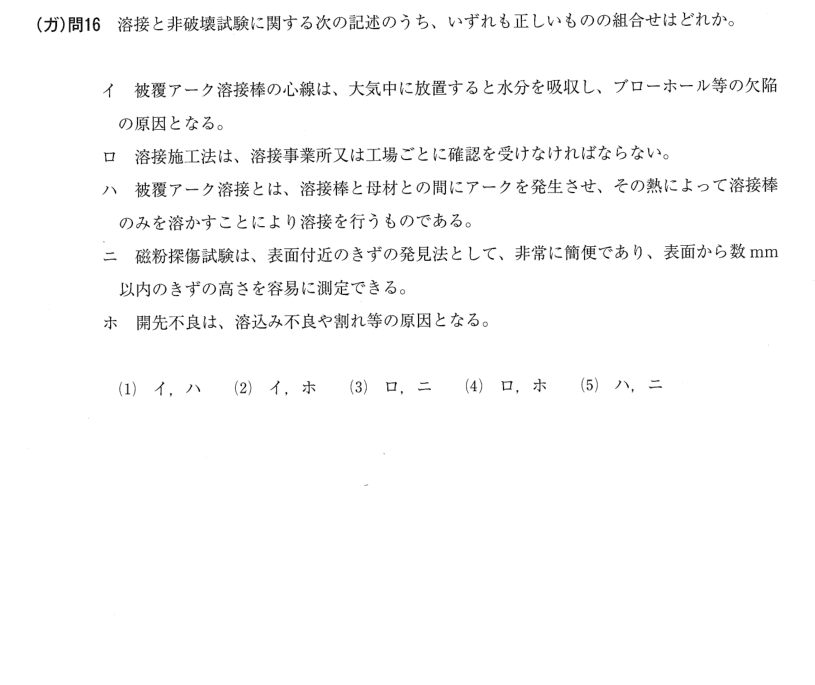 (ガ)問16 溶接と非破壊試験に関する次の記述のうち、いずれも正しいものの組合せはどれか。
イ 被覆アーク溶接棒の心線は、大気中に放置すると水分を吸収し、ブローホール等の欠陥
の原因となる。
ロ 溶接施工法は、溶接事業所又は工場ごとに確認を受けなければならない。
ハ 被覆アーク溶接とは、溶接棒と母材との間にアークを発生させ、その熱によって溶接棒
のみを溶かすことにより溶接を行うものである。
ニ 磁粉探傷試験は、表面付近のきずの発見法として、非常に簡便であり、表面から数 mm
以内のきずの高さを容易に測定できる。
ホ 開先不良は、溶込み不良や割れ等の原因となる。
(1) イ，ハ (2) イ，ホ (3) ロ，ニ (4) ロ，ホ (5) ハ，ニ